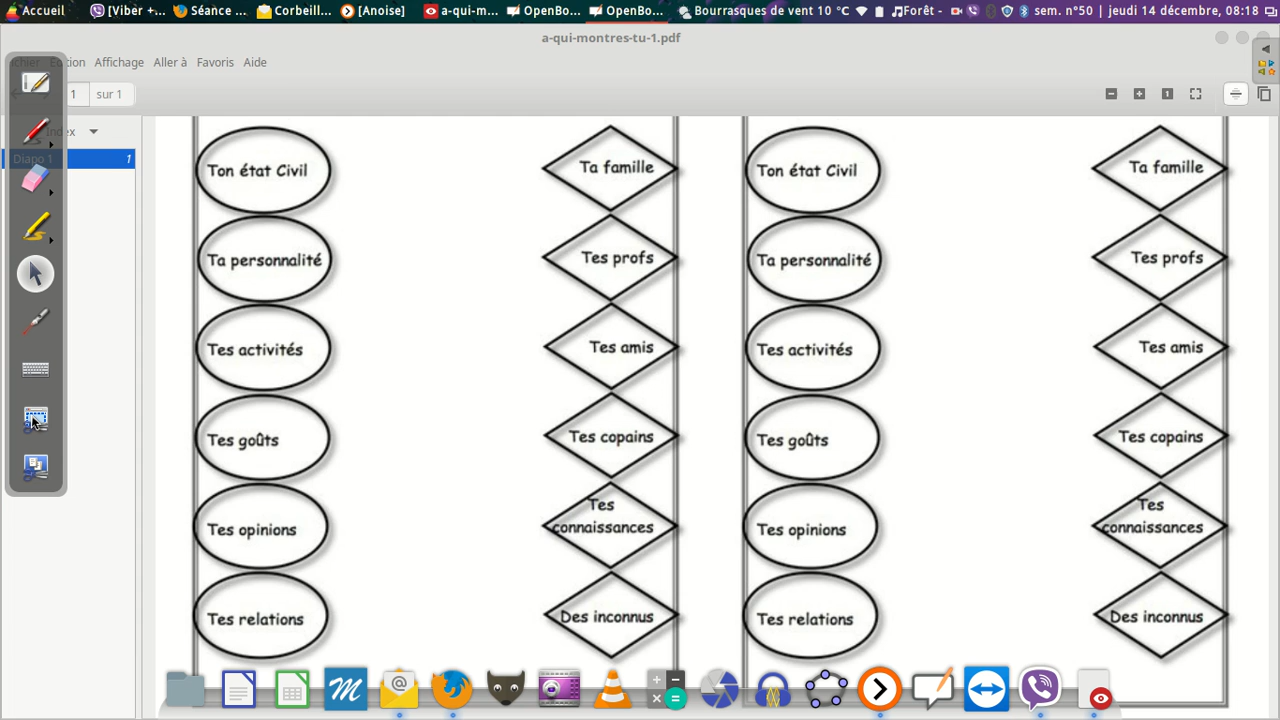 Accueil
[Viber +,...
Séance ...
Corbeill...
[Anoise]
a-qui-m...
OpenBo...
OpenBo...
Bourrasques de vent 10 °C
Forêt -
sem. n°50 | jeudi 14 décembre, 08:18
a-qui-montres-tu-1.pdf
Édition Affichage Aller à Favoris Aide
1 sur 1
Index
Diapo 1 1
Ton état Civil
Ta famille
Ton état Civil
Ta famille
Ta personnalité
Tes profs
Ta personnalité
Tes profs
Tes activités
Tes amis
Tes activités
Tes amis
Tes goûts
Tes copains
Tes goûts
Tes copains
Tes opinions
Tes
connaissances
Tes opinions
Tes
connaissances
Tes relations
Des inconnus
Tes relations
Des inconnus